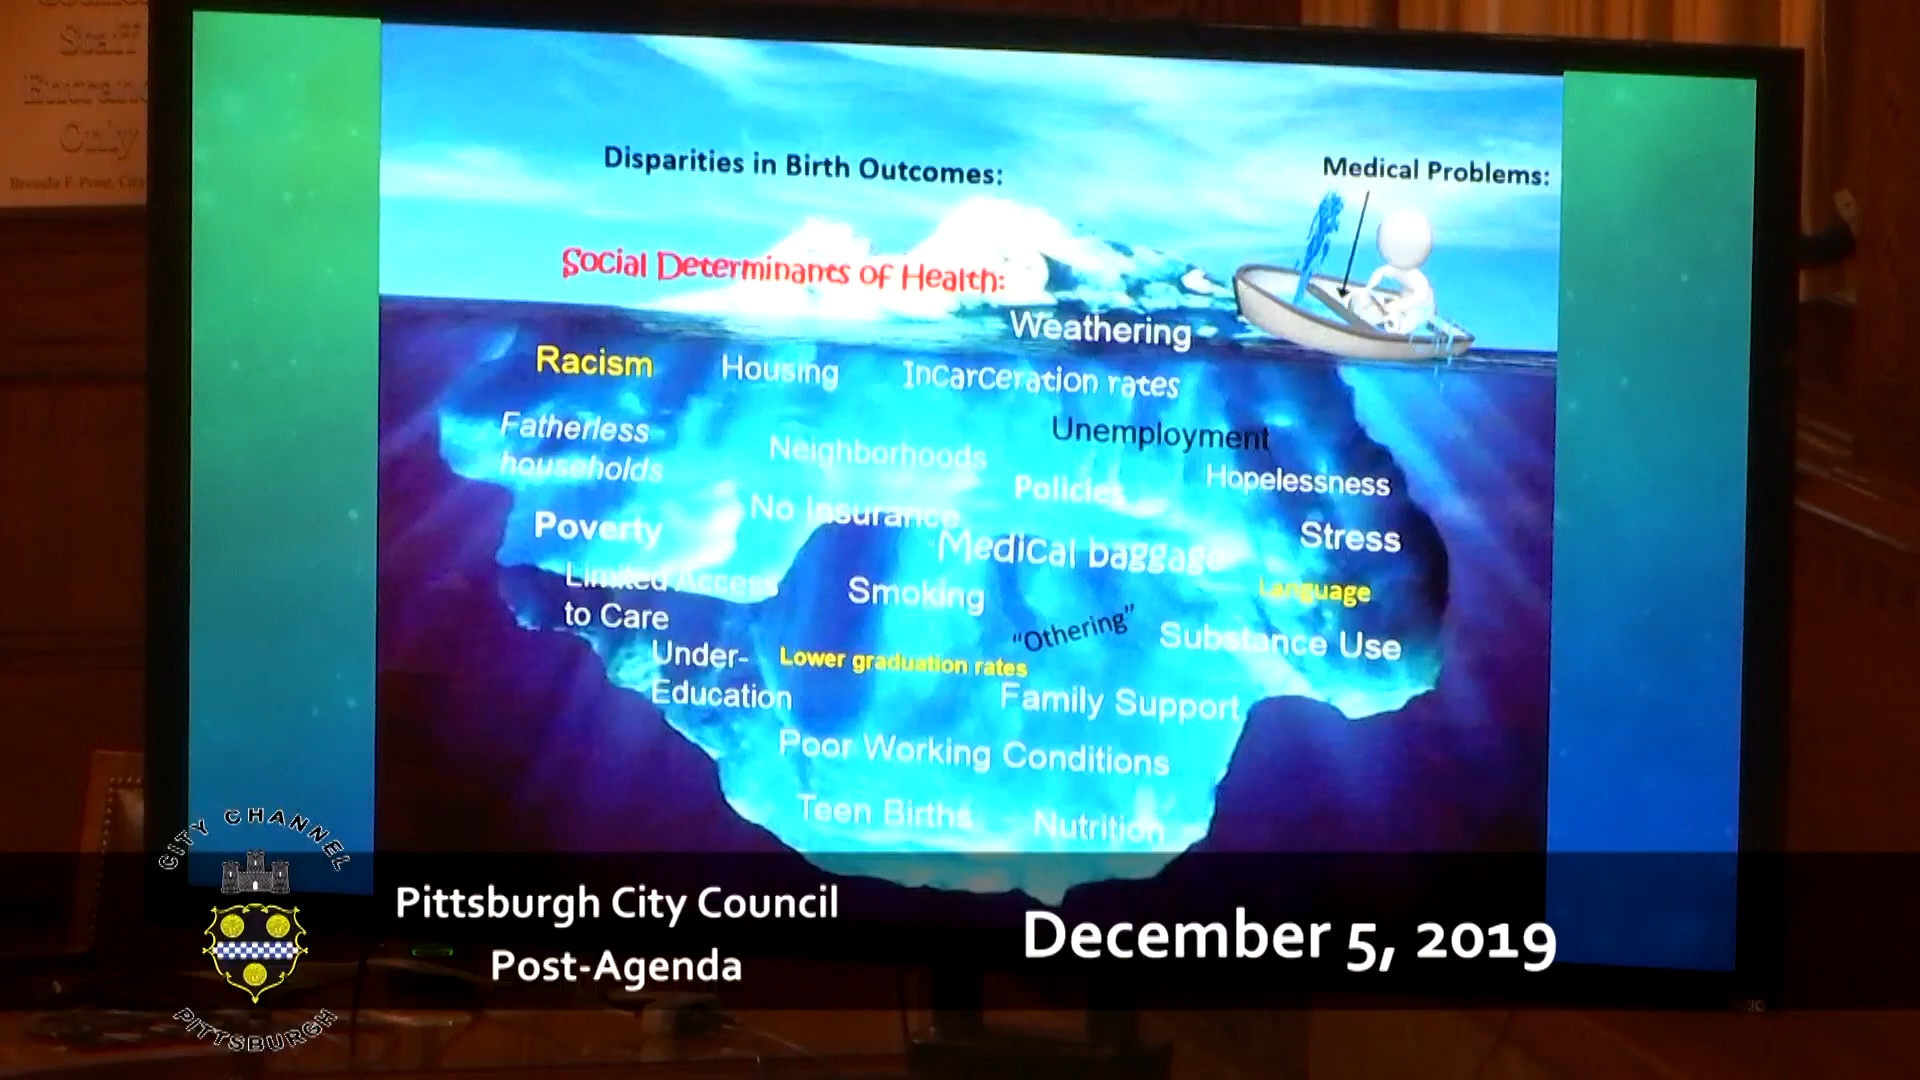 Staff
Only
Disparities in Birth Outcomes:
Medical Problems:
Social Determinants of Health:
Weathering
Racism
Housing
Incarceration rates
Fatherless
households
Neighborhoods
Unemployment
Policies
Hopelessness
No Insurance
Poverty
Medical baggage
Stress
Limited Access
to Care
Smoking
Language
"Othering"
Substance Use
Under-
Education
Lower graduation rates
Family Support
Poor Working Conditions
Teen Births
Nutrition
CITY CHANNEL
PITTSBURGH
Pittsburgh City Council
Post-Agenda
December 5, 2019